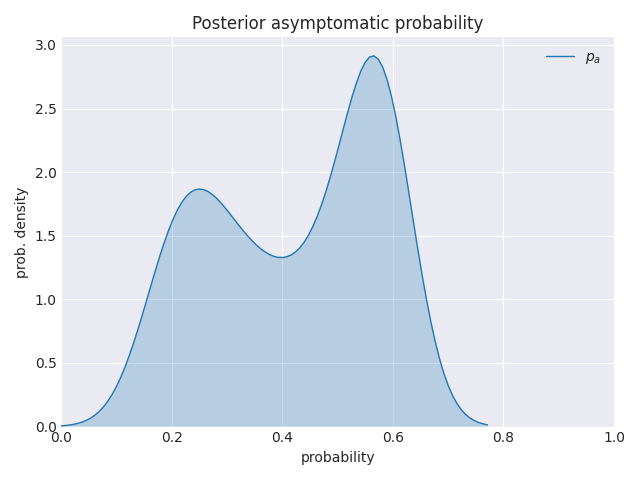 Posterior asymptomatic probability
pₐ
3.0
2.5
2.0
1.5
1.0
0.5
0.0
prob. density
0.0 0.2 0.4 0.6 0.8 1.0
probability